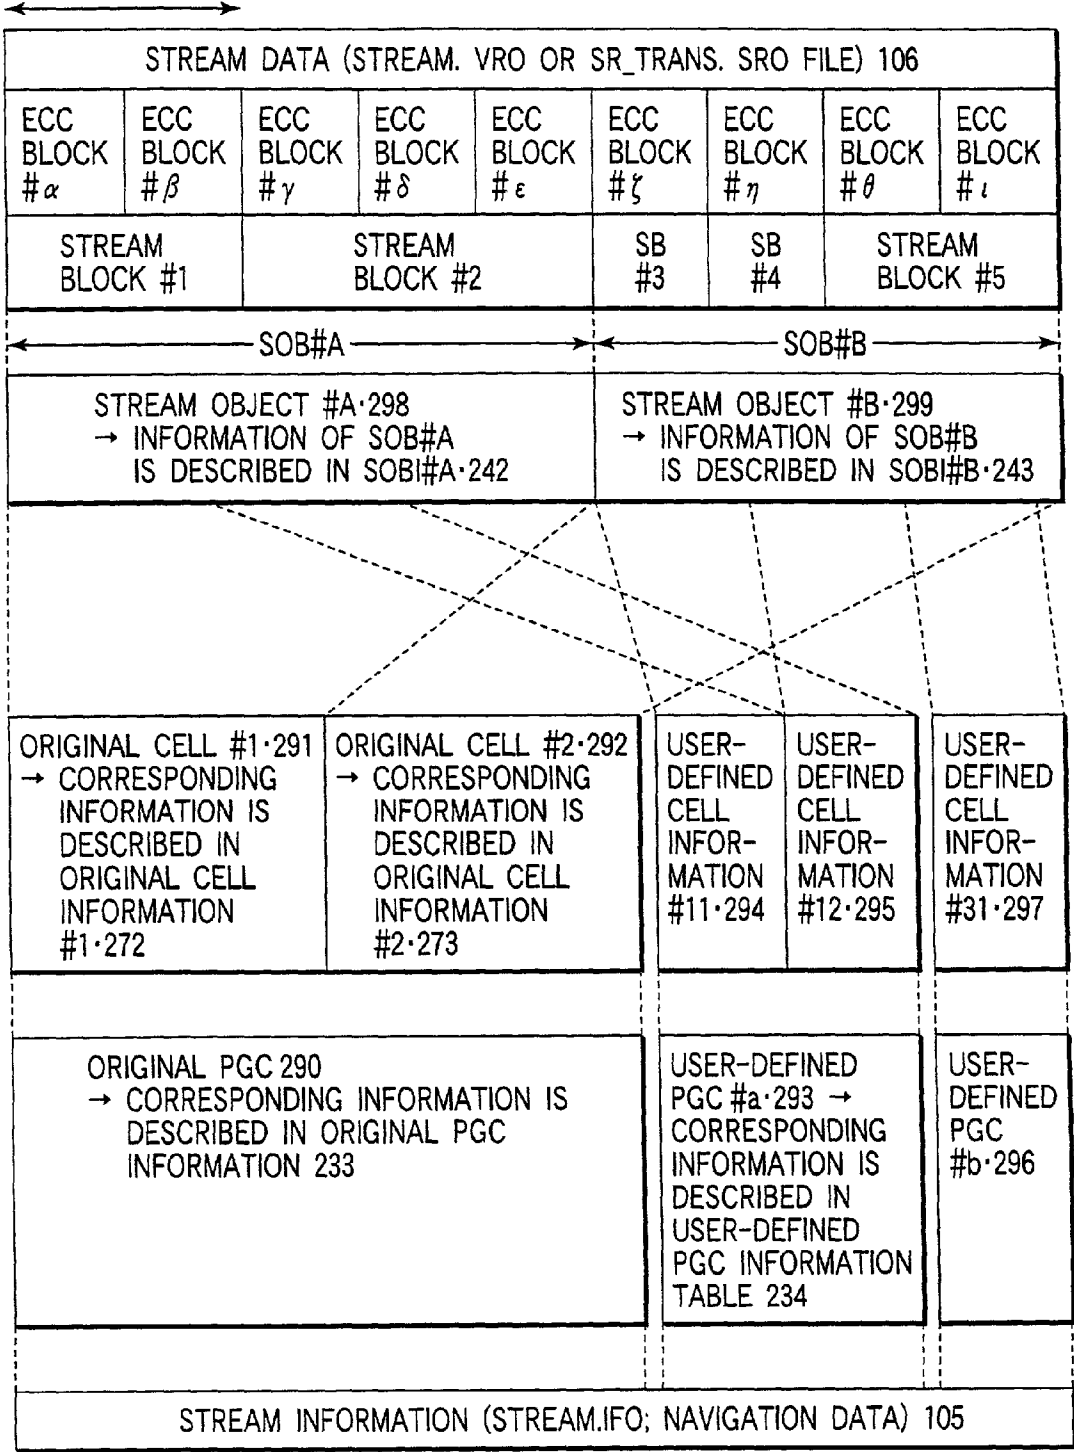 STREAM DATA (STREAM. VRO OR SR_TRANS. SRO FILE) 106
ECC BLOCK #α
ECC BLOCK #β
ECC BLOCK #γ
ECC BLOCK #δ
ECC BLOCK #ε
ECC BLOCK #ζ
ECC BLOCK #η
ECC BLOCK #θ
ECC BLOCK #ι
STREAM BLOCK #1
STREAM BLOCK #2
SB #3
SB #4
STREAM BLOCK #5
SOB#A
SOB#B
STREAM OBJECT #A·298
→ INFORMATION OF SOB#A
IS DESCRIBED IN SOBI#A·242
STREAM OBJECT #B·299
→ INFORMATION OF SOB#B
IS DESCRIBED IN SOBI#B·243
ORIGINAL CELL #1·291
→ CORRESPONDING
INFORMATION IS
DESCRIBED IN
ORIGINAL CELL
INFORMATION
#1·272
ORIGINAL CELL #2·292
→ CORRESPONDING
INFORMATION IS
DESCRIBED IN
ORIGINAL CELL
INFORMATION
#2·273
USER-
DEFINED
CELL
INFOR-
MATION
#11·294
USER-
DEFINED
CELL
INFOR-
MATION
#12·295
USER-
DEFINED
CELL
INFOR-
MATION
#31·297
ORIGINAL PGC 290
→ CORRESPONDING INFORMATION IS
DESCRIBED IN ORIGINAL PGC
INFORMATION 233
USER-DEFINED
PGC #a·293 →
CORRESPONDING
INFORMATION IS
DESCRIBED IN
USER-DEFINED
PGC INFORMATION
TABLE 234
USER-
DEFINED
PGC
#b·296
STREAM INFORMATION (STREAM.IFO; NAVIGATION DATA) 105